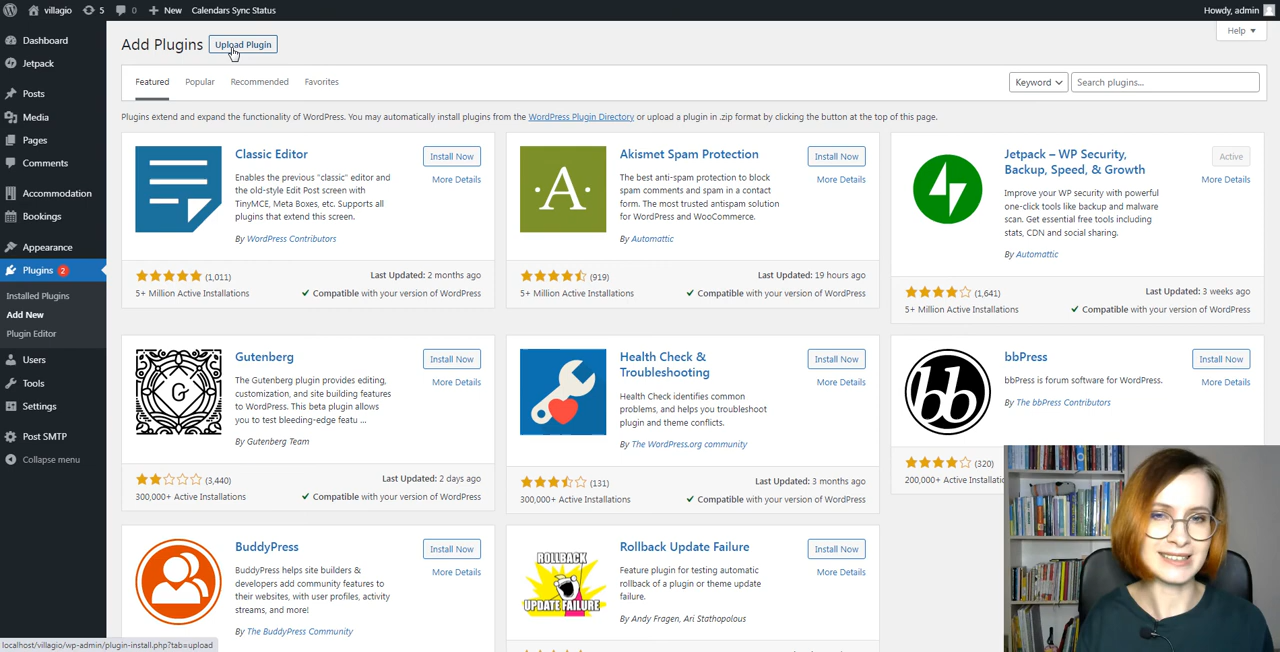 villagio
5
0
New
Calendars Sync Status
Howdy, admin
Dashboard
Jetpack
Posts
Media
Pages
Comments
Accommodation
Bookings
Appearance
Plugins 2
Installed Plugins
Add New
Plugin Editor
Users
Tools
Settings
Post SMTP
Collapse menu
Add Plugins
Upload Plugin
Help
Featured
Popular
Recommended
Favorites
Keyword
Search plugins...
Plugins extend and expand the functionality of WordPress. You may automatically install plugins from the WordPress Plugin Directory or upload a plugin in .zip format by clicking the button at the top of this page.
Classic Editor
Install Now
More Details
Enables the previous "classic" editor and
the old-style Edit Post screen with
TinyMCE, Meta Boxes, etc. Supports all
plugins that extend this screen.
By WordPress Contributors
(1,011)
Last Updated: 2 months ago
5+ Million Active Installations
Compatible with your version of WordPress
·A·
Akismet Spam Protection
Install Now
More Details
The best anti-spam protection to block
spam comments and spam in a contact
form. The most trusted antispam solution
for WordPress and WooCommerce.
By Automattic
(919)
Last Updated: 19 hours ago
5+ Million Active Installations
Compatible with your version of WordPress
Jetpack – WP Security,
Backup, Speed, & Growth
Active
More Details
Improve your WP security with powerful
one-click tools like backup and malware
scan. Get essential free tools including
stats, CDN and social sharing.
By Automattic
(1,641)
Last Updated: 3 weeks ago
5+ Million Active Installations
Compatible with your version of WordPress
G
Gutenberg
Install Now
More Details
The Gutenberg plugin provides editing,
customization, and site building features
to WordPress. This beta plugin allows
you to test bleeding-edge featu ...
By Gutenberg Team
(3,440)
Last Updated: 2 days ago
300,000+ Active Installations
Compatible with your version of WordPress
Health Check &
Troubleshooting
Install Now
More Details
Health Check identifies common
problems, and helps you troubleshoot
plugin and theme conflicts.
By The WordPress.org community
(131)
Last Updated: 3 months ago
300,000+ Active Installations
Compatible with your version of WordPress
bb
bbPress
Install Now
More Details
bbPress is forum software for WordPress.
By The bbPress Contributors
(320)
200,000+ Active Installatio
BuddyPress
Install Now
More Details
BuddyPress helps site builders &
developers add community features to
their websites, with user profiles, activity
streams, and more!
By The BuddyPress Community
ROLLBACK
UPDATE FAILURE
Rollback Update Failure
Install Now
More Details
Feature plugin for testing automatic
rollback of a plugin or theme update
failure.
By Andy Fragen, Ari Stathopolous
localhost/villagio/wp-admin/plugin-install.php?tab=upload